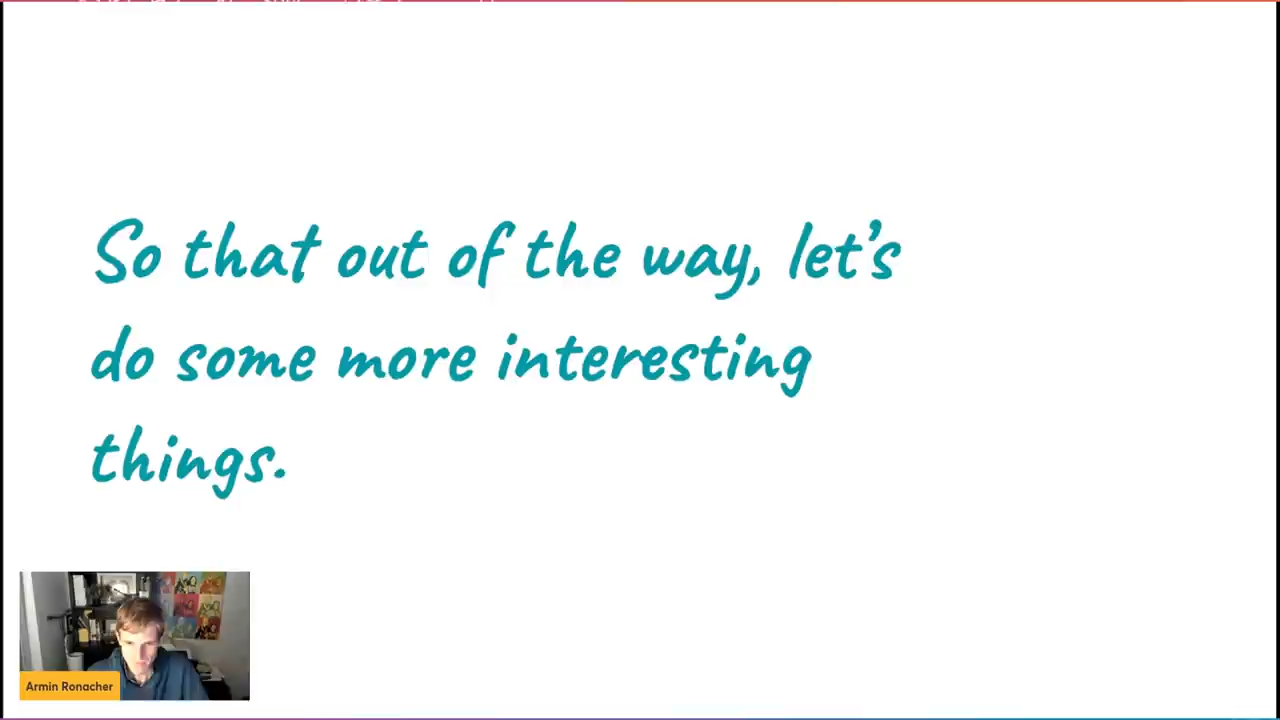 So that out of the way, let's
do some more interesting
things.
Armin Ronacher